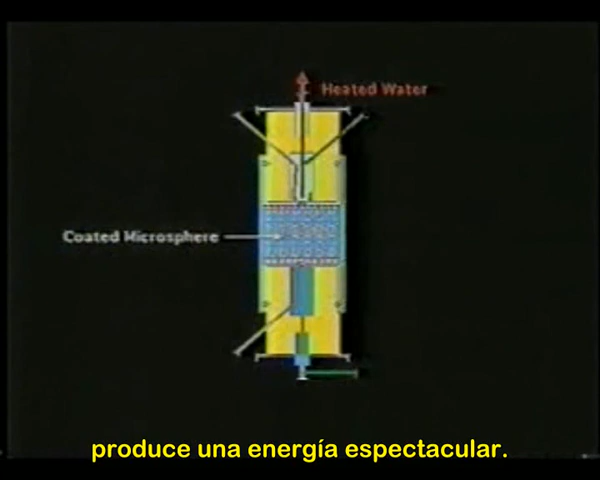 Heated Water
Coated Microsphere
produce una energía espectacular.